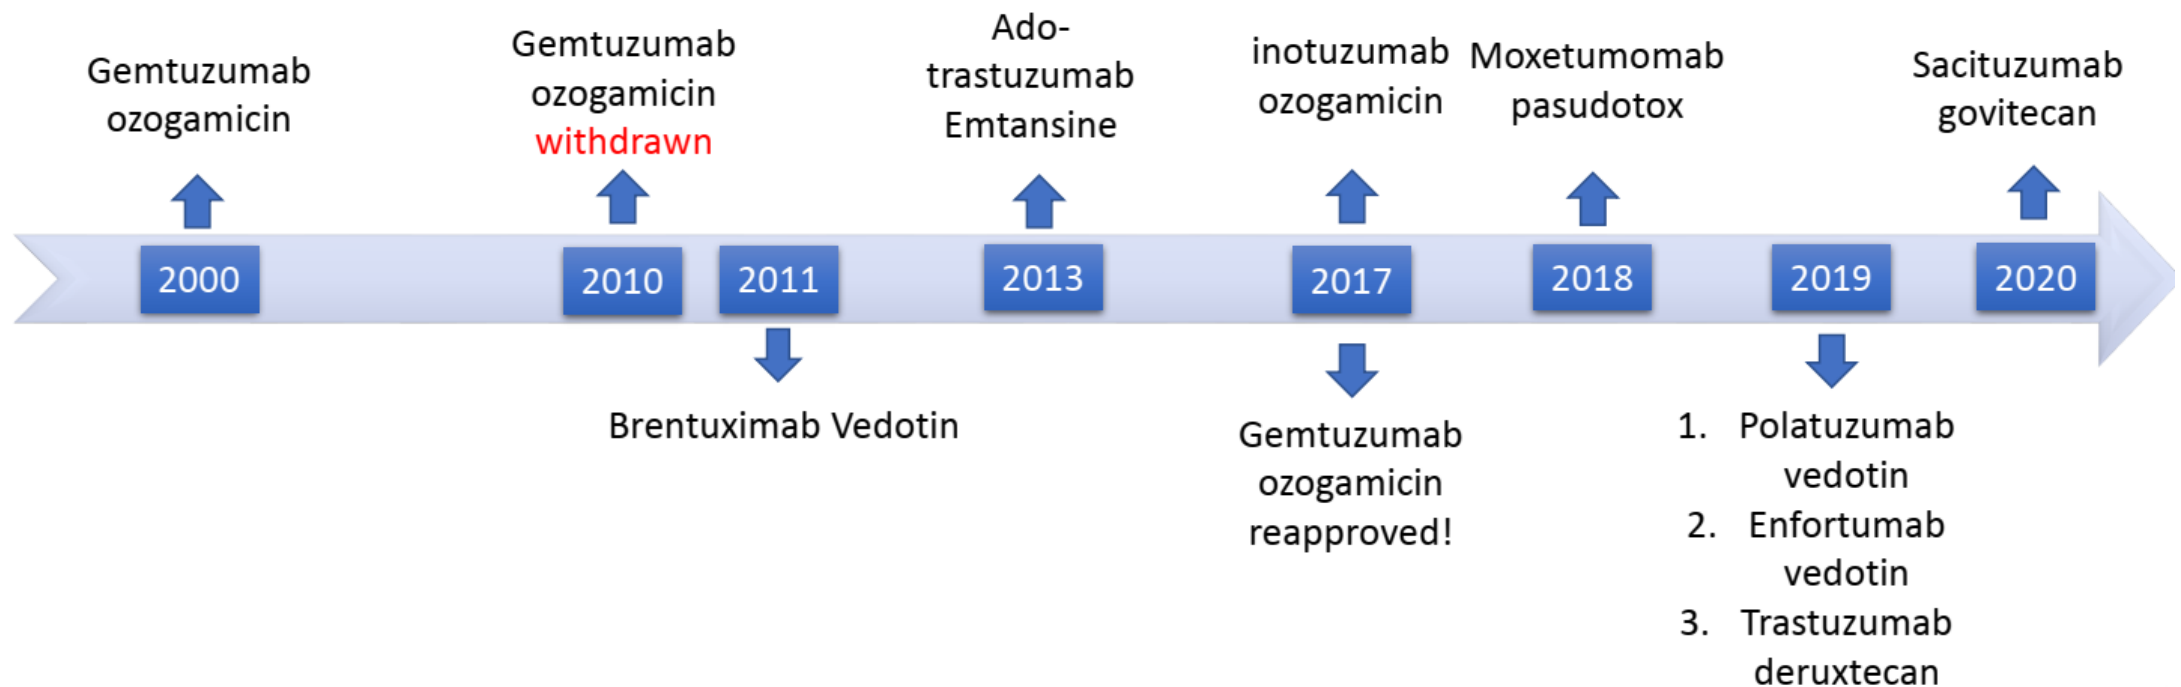 Gemtuzumab
ozogamicin
Gemtuzumab
ozogamicin
withdrawn
Ado-
trastuzumab
Emtansine
inotuzumab
ozogamicin
Moxetumomab
pasudotox
Sacituzumab
govitecan
2000
2010
2011
2013
2017
2018
2019
2020
Brentuximab Vedotin
Gemtuzumab
ozogamicin
reapproved!
1. Polatuzumab
vedotin
2. Enfortumab
vedotin
3. Trastuzumab
deruxtecan